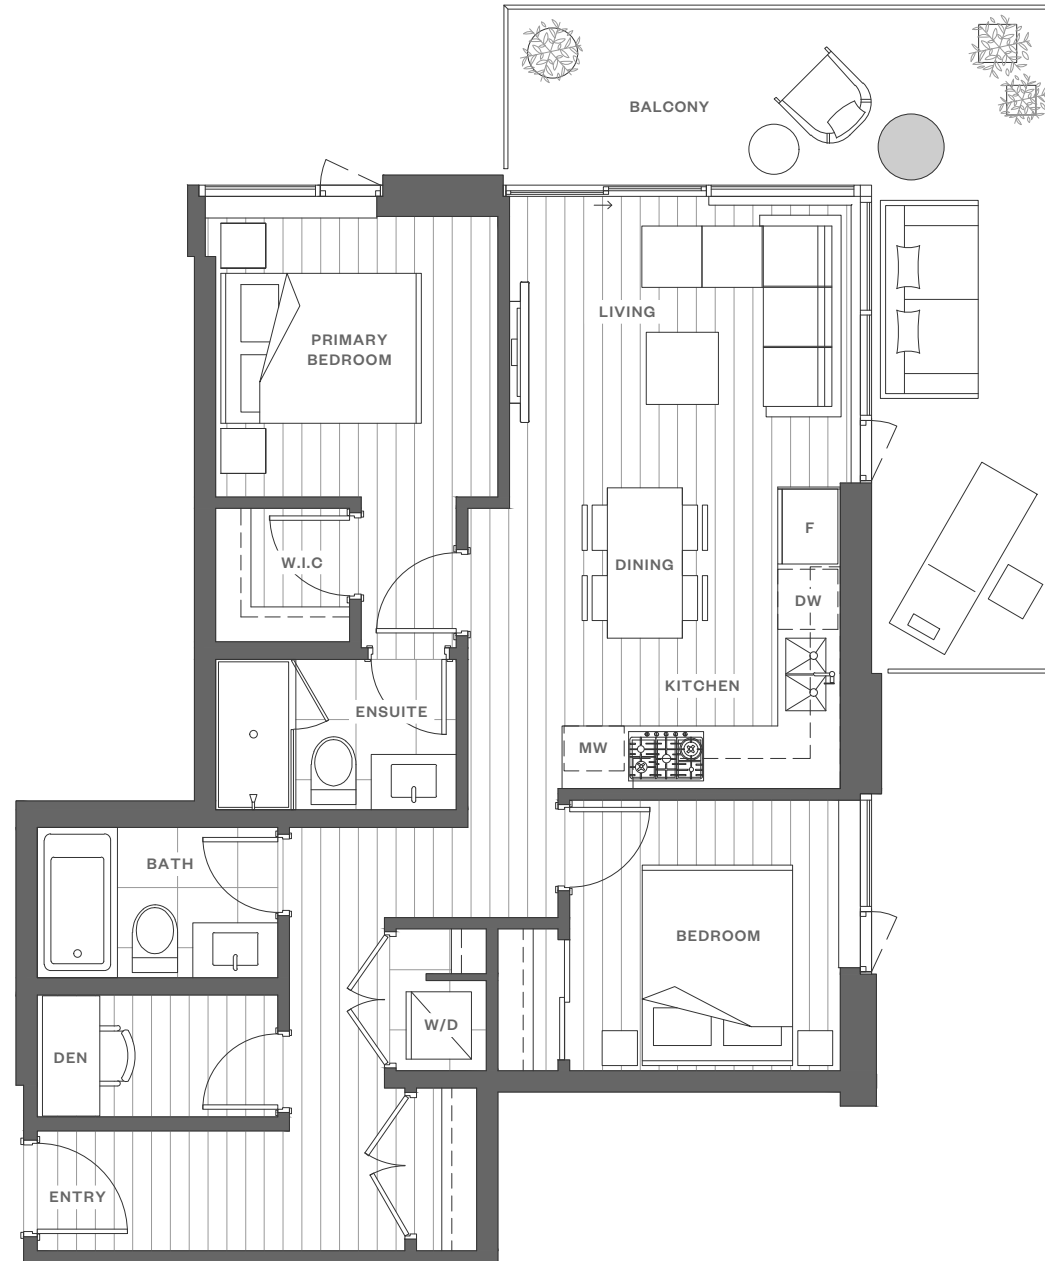 BALCONY
LIVING
PRIMARY
BEDROOM
F
W.I.C
DINING
DW
KITCHEN
ENSUITE
MW
BATH
BEDROOM
W/D
DEN
ENTRY